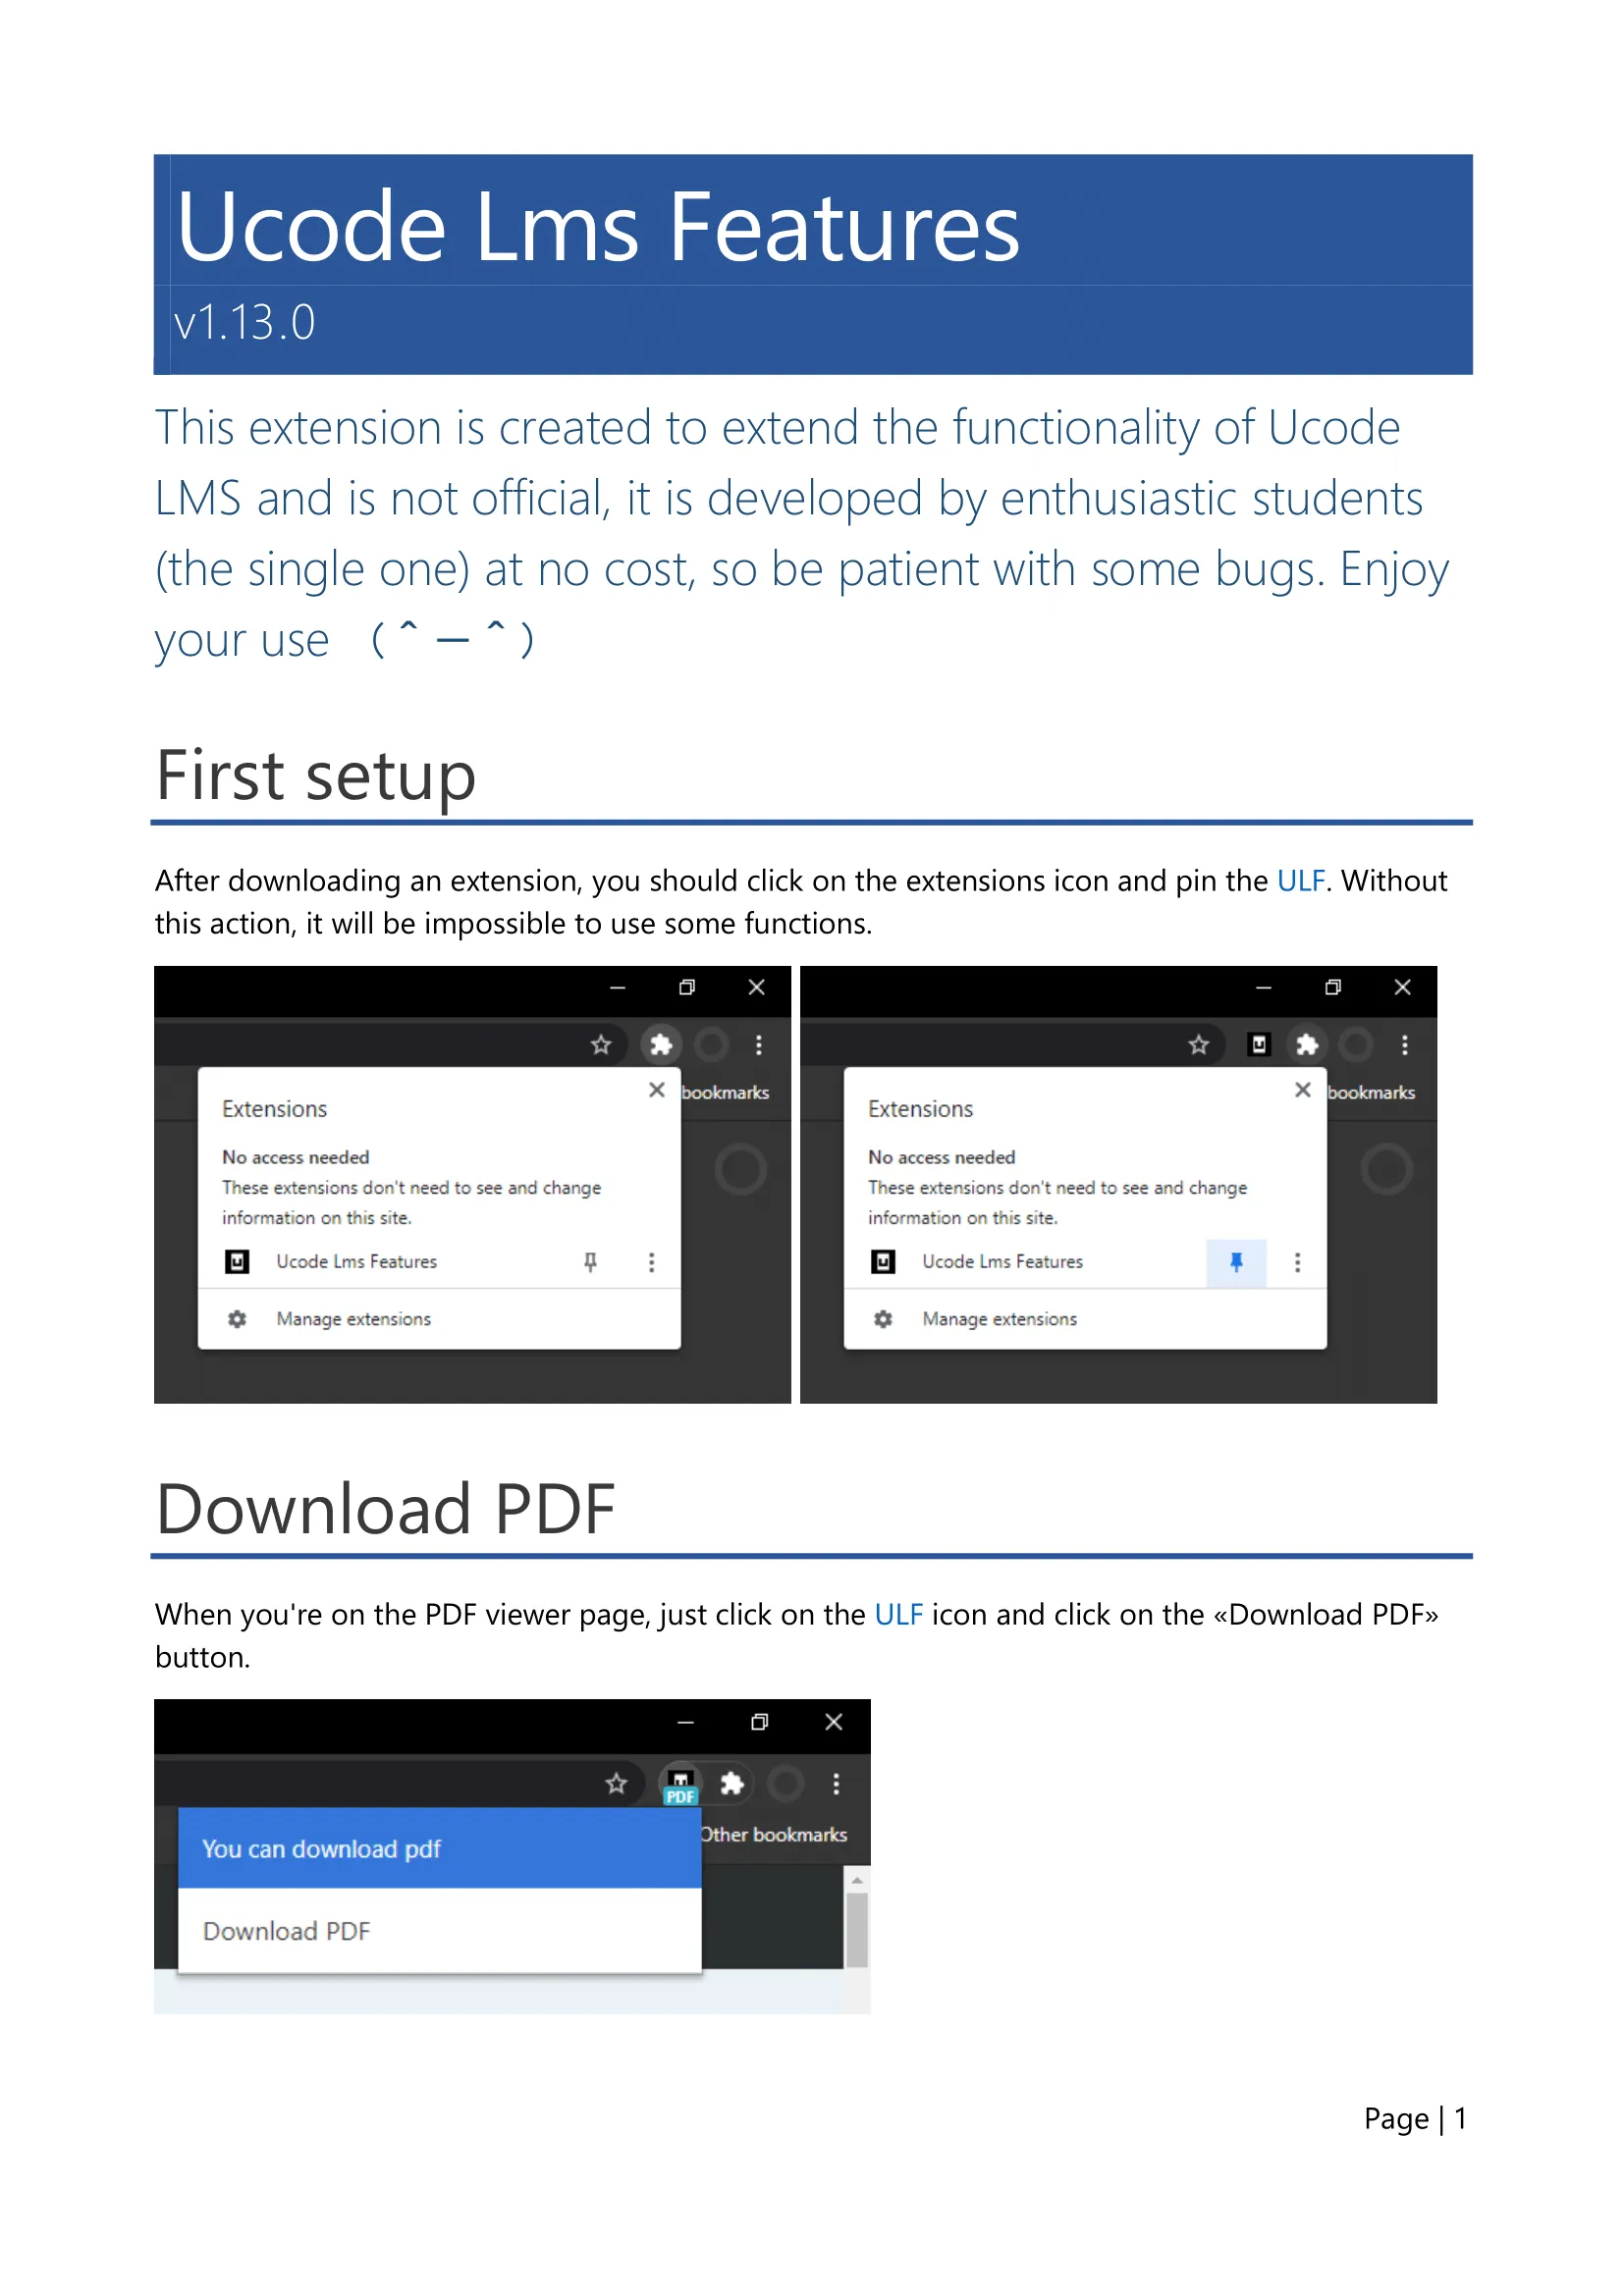 Ucode Lms Features
v1.13.0
This extension is created to extend the functionality of Ucode
LMS and is not official, it is developed by enthusiastic students
(the single one) at no cost, so be patient with some bugs. Enjoy
your use （＾－＾）
First setup
After downloading an extension, you should click on the extensions icon and pin the ULF. Without
this action, it will be impossible to use some functions.
bookmarks
Extensions
No access needed
These extensions don't need to see and change
information on this site.
Ucode Lms Features
Manage extensions
bookmarks
Extensions
No access needed
These extensions don't need to see and change
information on this site.
Ucode Lms Features
Manage extensions
Download PDF
When you're on the PDF viewer page, just click on the ULF icon and click on the «Download PDF»
button.
PDF
Other bookmarks
You can download pdf
Download PDF
Page | 1